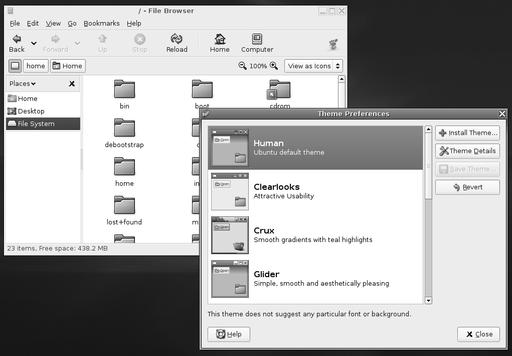 / - File Browser
File Edit View Go Bookmarks Help
Back Forward Up Stop Reload Home Computer
home Home 100% View as Icons
Places
Home
Desktop
File System
bin boot cdrom
debootstrap
home
lost+found
23 items, Free space: 438.2 MB
Theme Preferences
Human
Ubuntu default theme
Clearlooks
Attractive Usability
Crux
Smooth gradients with teal highlights
Glider
Simple, smooth and aesthetically pleasing
Install Theme...
Theme Details
Save Theme...
Revert
This theme does not suggest any particular font or background.
Help Close